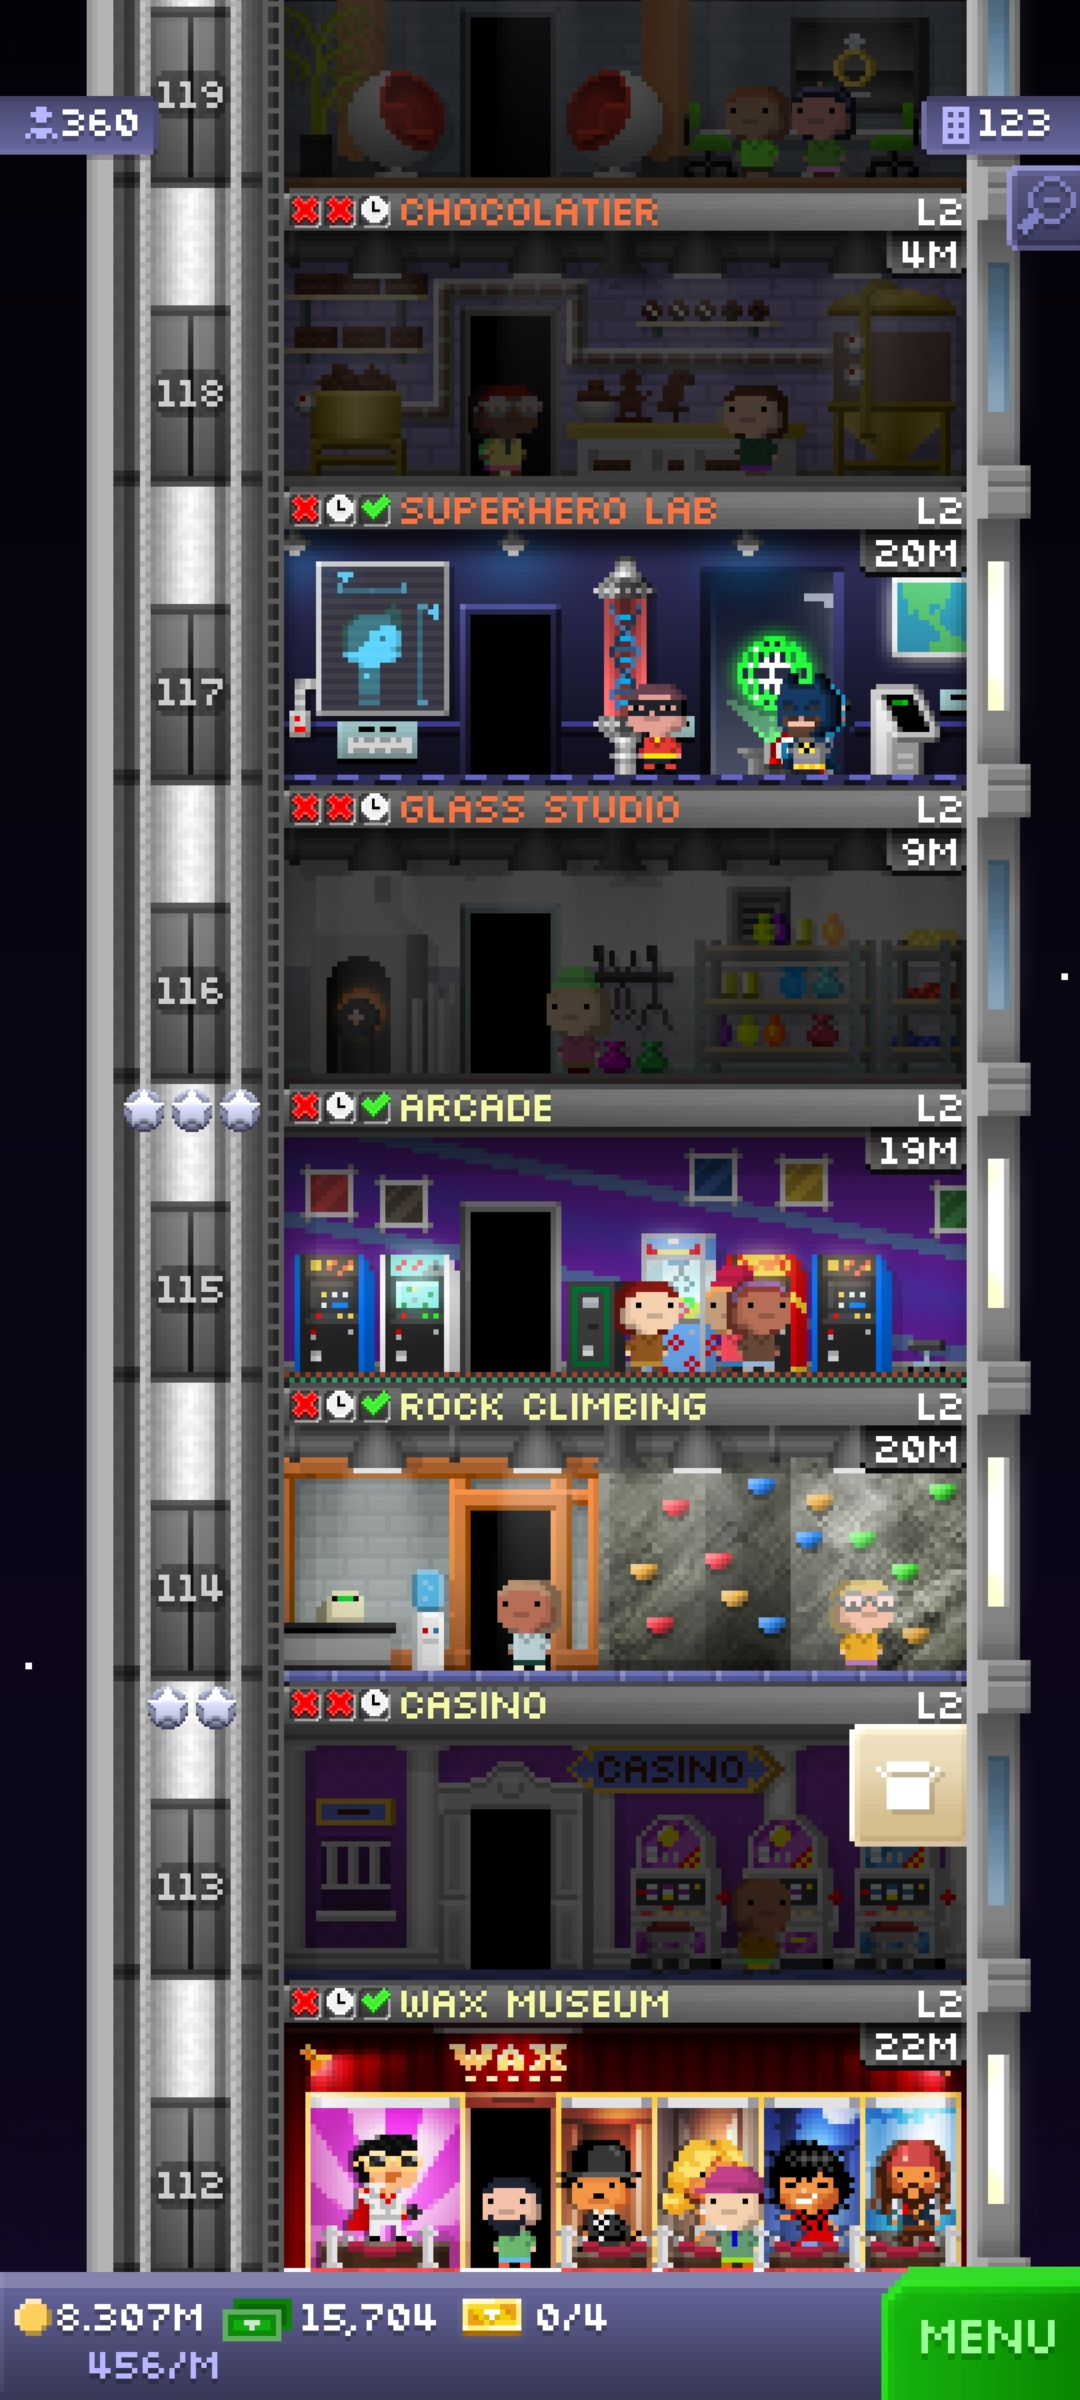 119
360
123
CHOCOLATIER L2
4M
118
SUPERHERO LAB L2
20M
117
GLASS STUDIO L2
9M
116
ARCADE L2
19M
115
ROCK CLIMBING L2
20M
114
CASINO L2
CASINO
113
WAX MUSEUM L2
22M
WAX
112
8.307M 15,704 0/4
456/M
MENU